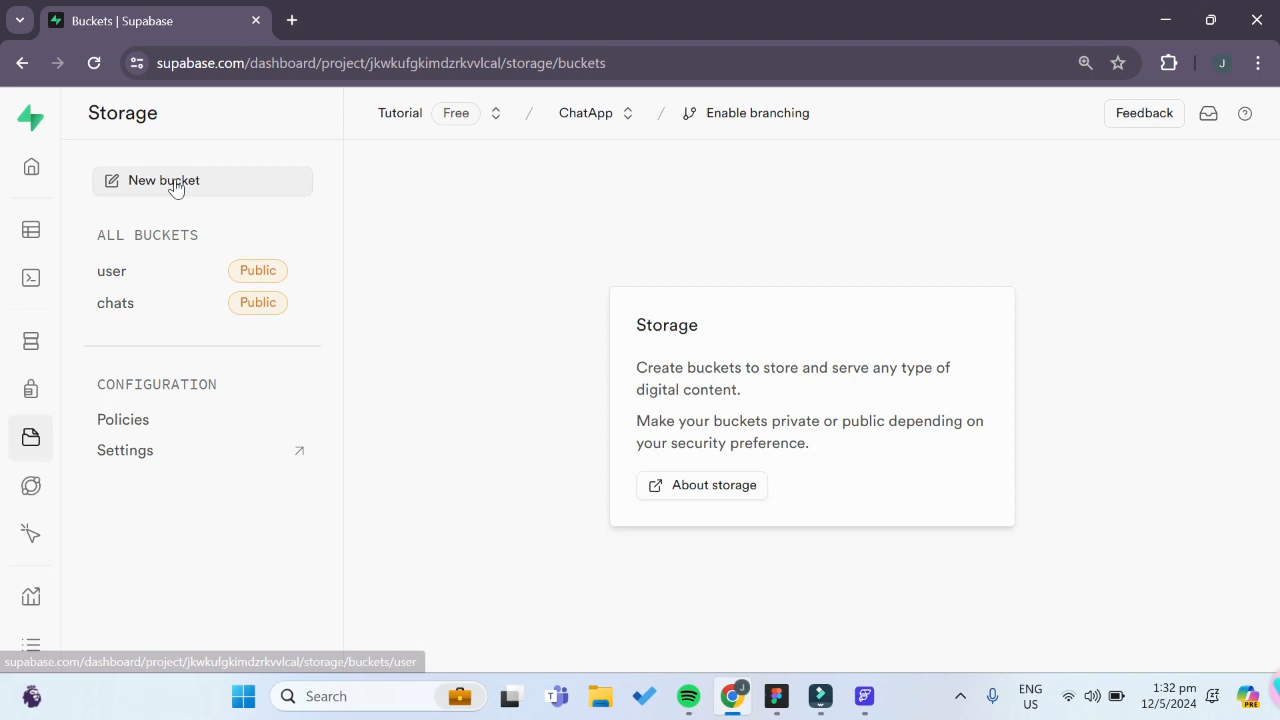 Buckets | Supabase
supabase.com/dashboard/project/jkwkufgkimdzrkvvlcal/storage/buckets
J
Storage
Tutorial Free / ChatApp / Enable branching
Feedback
New bucket
ALL BUCKETS
user Public
chats Public
CONFIGURATION
Policies
Settings
Storage
Create buckets to store and serve any type of
digital content.
Make your buckets private or public depending on
your security preference.
About storage
supabase.com/dashboard/project/jkwkufgkimdzrkvvlcal/storage/buckets/user
Search
J
ENG
US
1:32 pm
12/5/2024
PRE